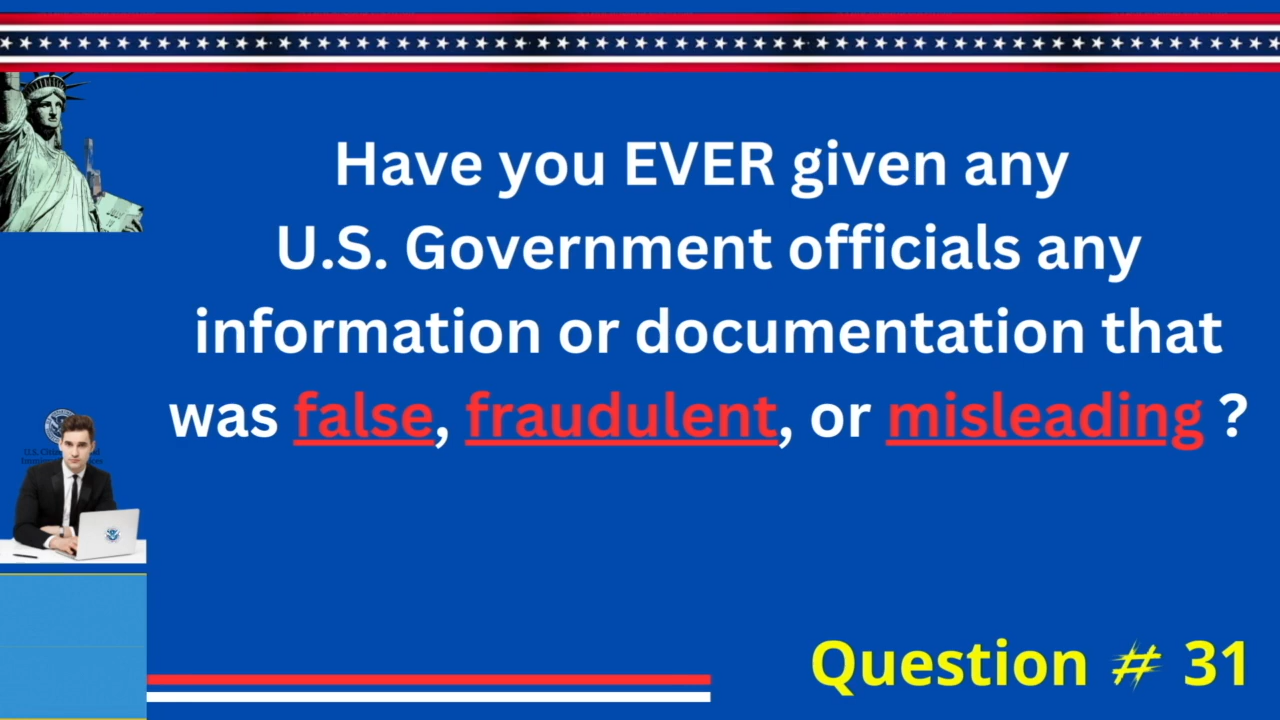 Have you EVER given any
U.S. Government officials any
information or documentation that
was false, fraudulent, or misleading ?
Question # 31